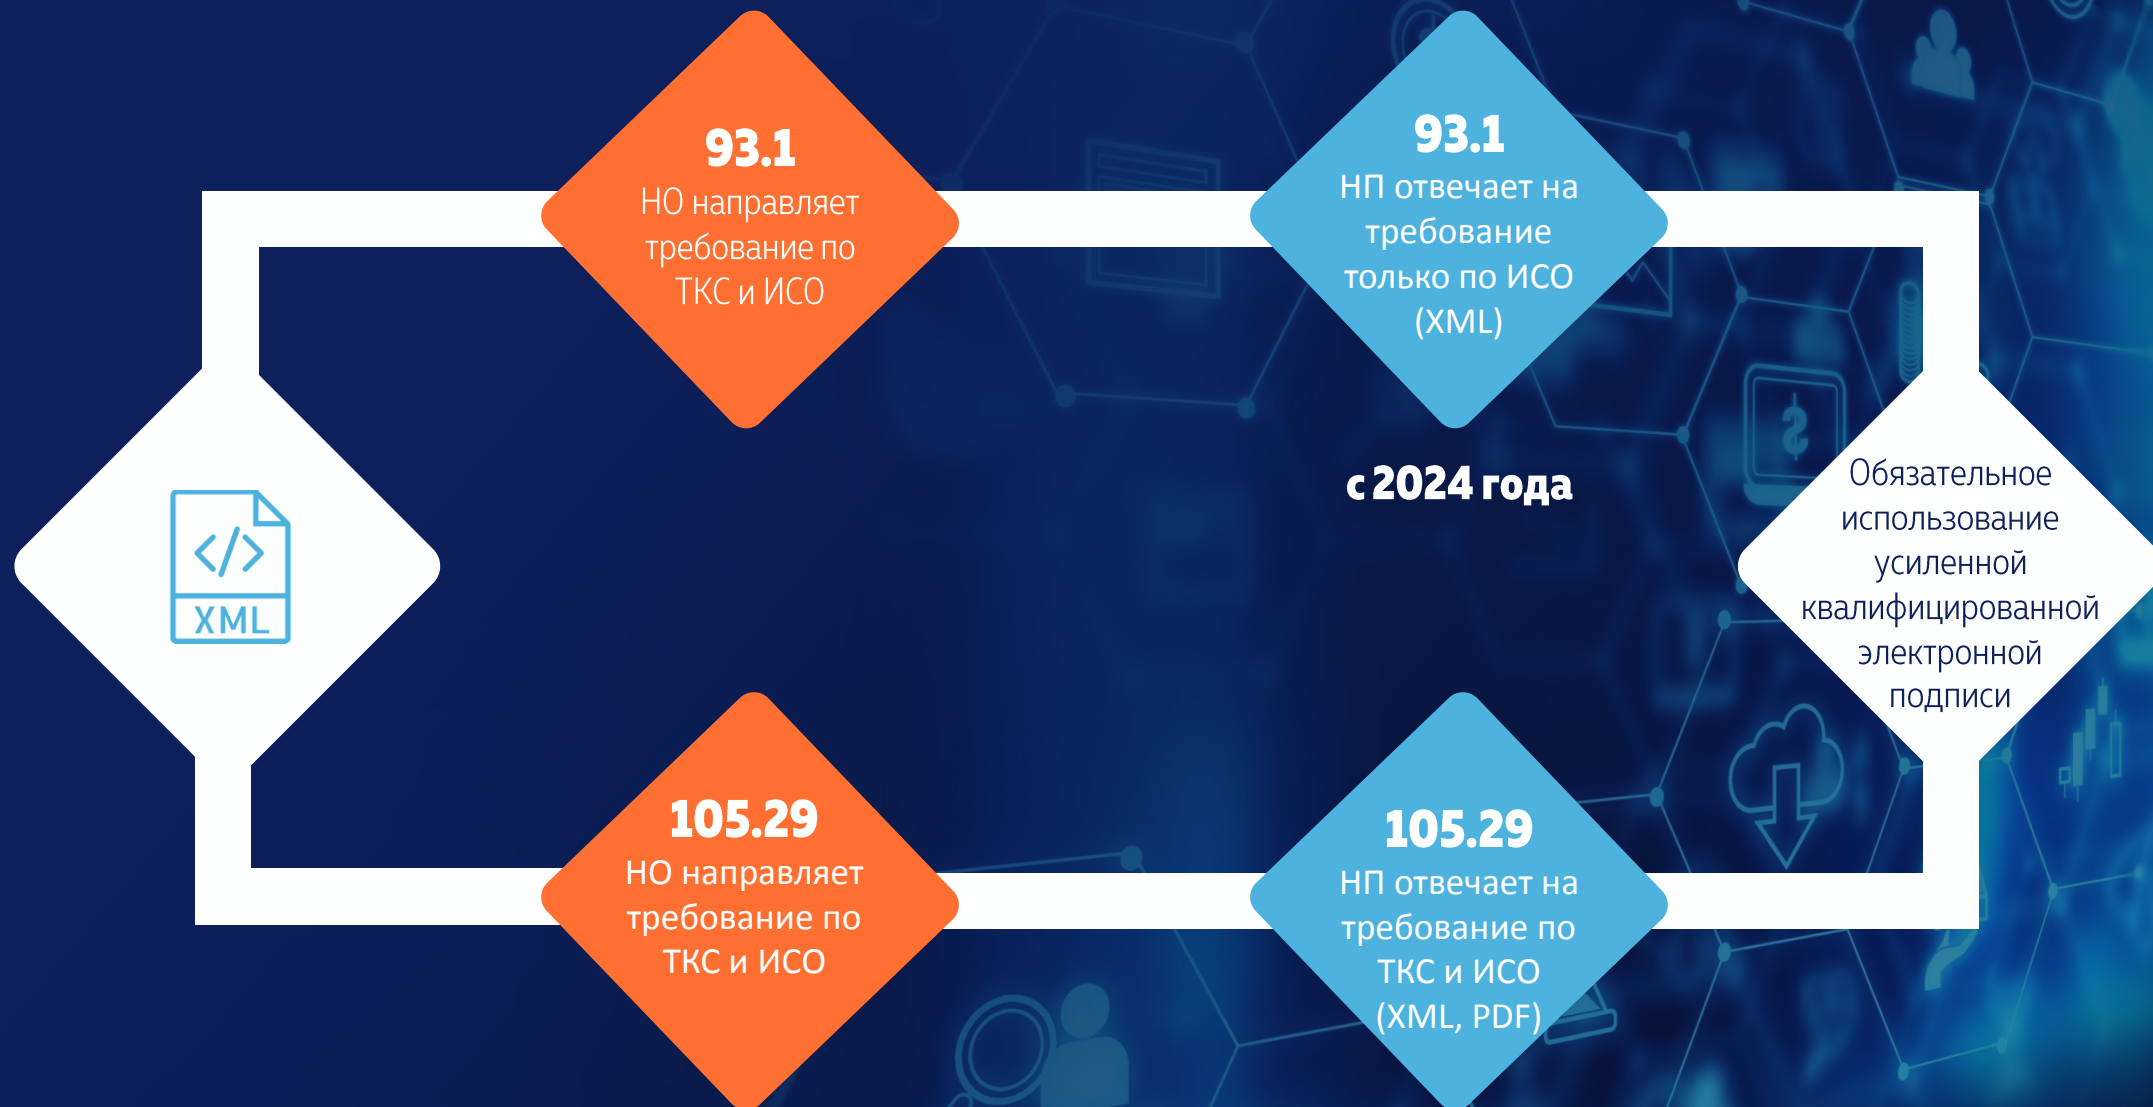 93.1
НО направляет
требование по
ТКС и ИСО
93.1
НП отвечает на
требование
только по ИСО
(XML)
с 2024 года
</>
XML
Обязательное
использование
усиленной
квалифицированной
электронной
подписи
105.29
НО направляет
требование по
ТКС и ИСО
105.29
НП отвечает на
требование по
ТКС и ИСО
(XML, PDF)